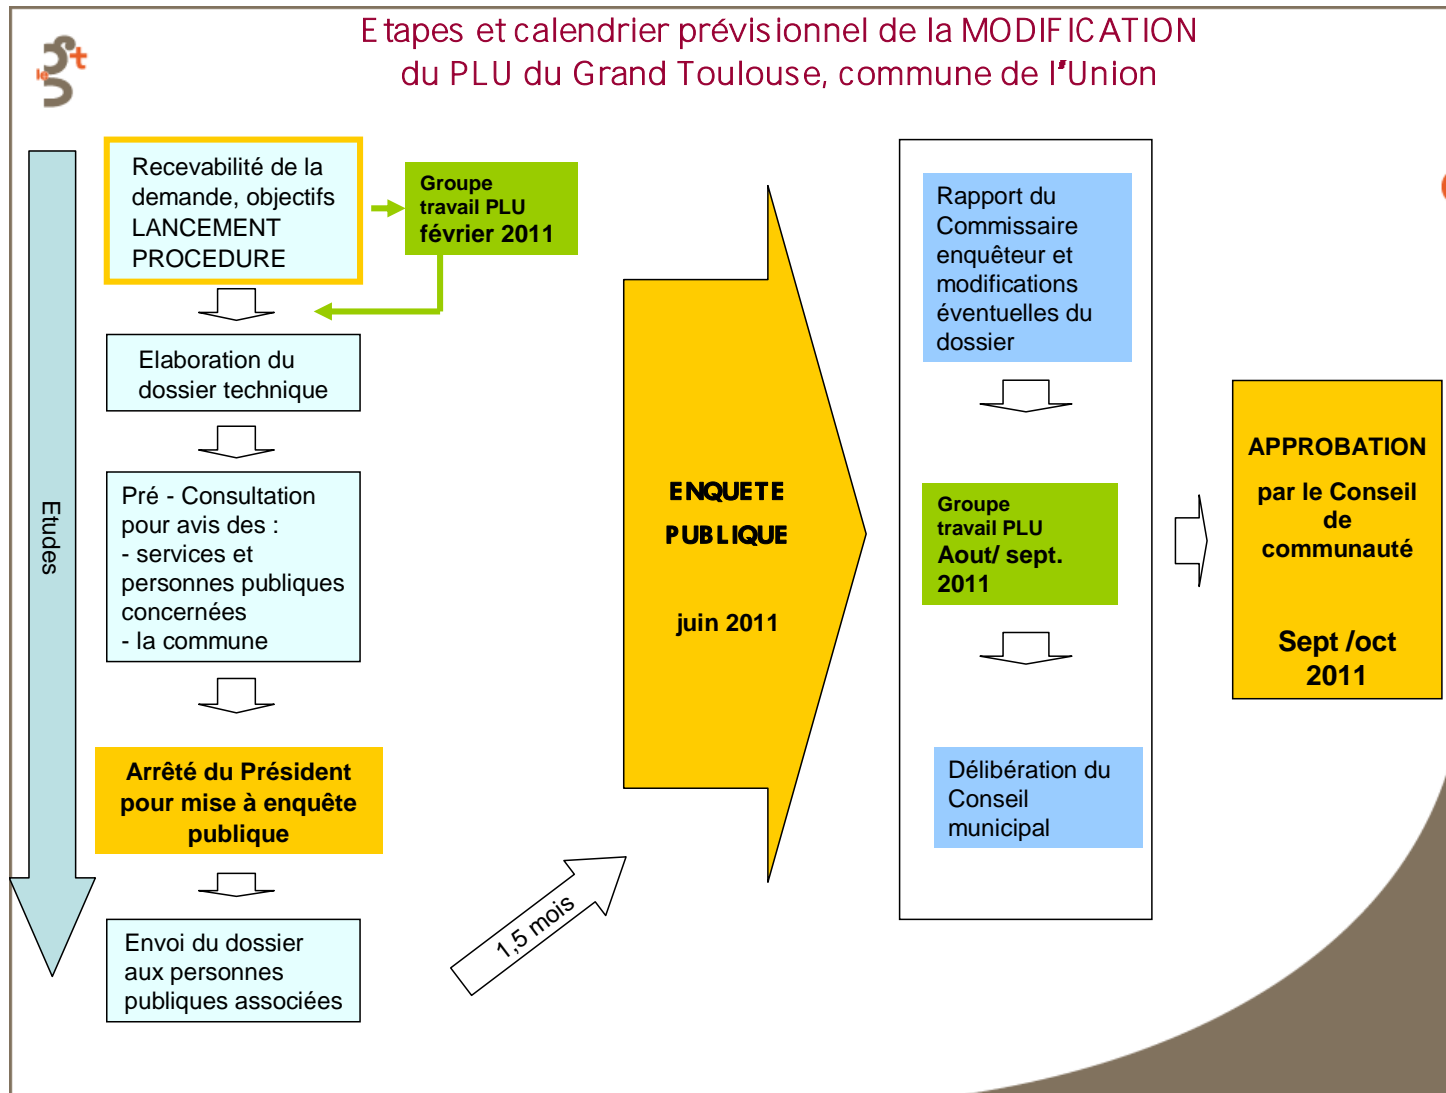 Etapes et calendrier prévisionnel de la MODIFICATION
du PLU du Grand Toulouse, commune de l'Union
le
gt
Etudes
Recevabilité de la
demande, objectifs
LANCEMENT
PROCEDURE
Groupe
travail PLU
février 2011
Elaboration du
dossier technique
Pré - Consultation
pour avis des :
- services et
personnes publiques
concernées
- la commune
Arrêté du Président
pour mise à enquête
publique
Envoi du dossier
aux personnes
publiques associées
1,5 mois
ENQUETE
PUBLIQUE
juin 2011
Rapport du
Commissaire
enquêteur et
modifications
éventuelles du
dossier
Groupe
travail PLU
Aout/ sept.
2011
Délibération du
Conseil
municipal
APPROBATION
par le Conseil
de
communauté
Sept /oct
2011